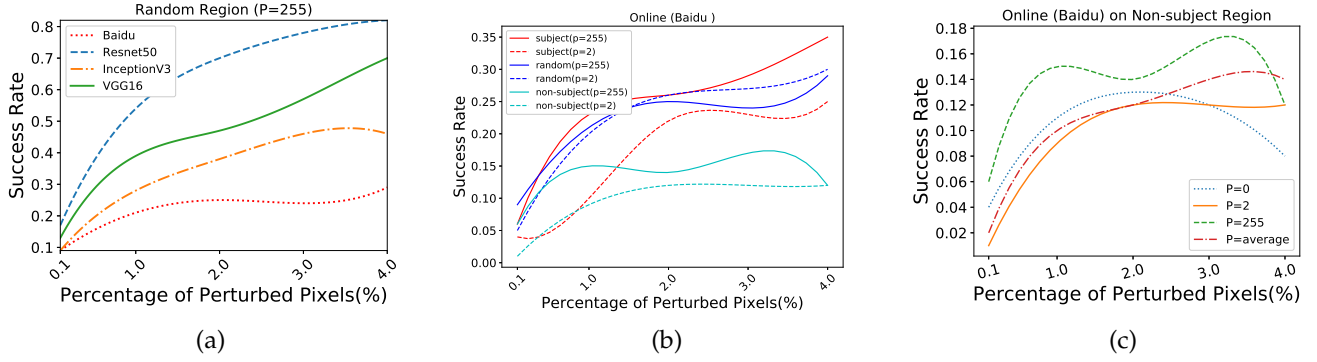 Random Region (P=255)
Success Rate
0.8
0.7
0.6
0.5
0.4
0.3
0.2
0.1
Baidu
Resnet50
InceptionV3
VGG16
0.1
1.0
2.0
3.0
4.0
Percentage of Perturbed Pixels(%)
(a)
Online (Baidu )
Success Rate
0.35
0.30
0.25
0.20
0.15
0.10
0.05
0.00
subject(p=255)
subject(p=2)
random(p=255)
random(p=2)
non-subject(p=255)
non-subject(p=2)
0.1
1.0
2.0
3.0
4.0
Percentage of Perturbed Pixels(%)
(b)
Online (Baidu) on Non-subject Region
Success Rate
0.18
0.16
0.14
0.12
0.10
0.08
0.06
0.04
0.02
P=0
P=2
P=255
P=average
0.1
1.0
2.0
3.0
4.0
Percentage of Perturbed Pixels(%)
(c)